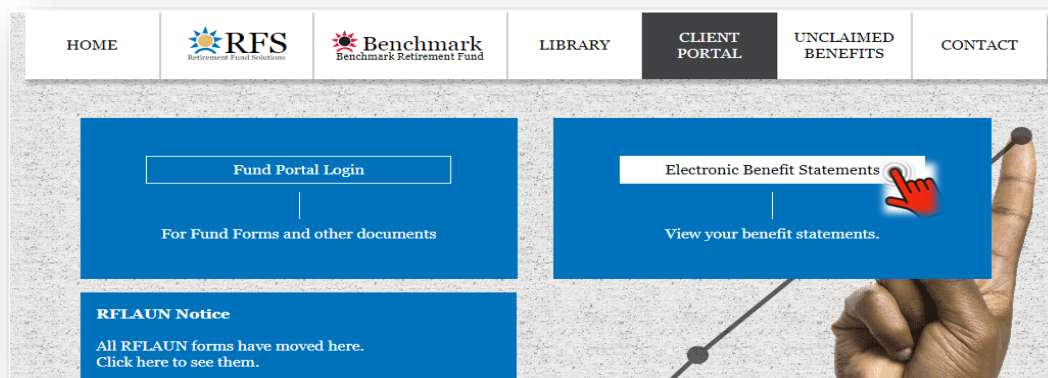 HOME
RFS
Retirement Fund Solutions
Benchmark
Benchmark Retirement Fund
LIBRARY
CLIENT
PORTAL
UNCLAIMED
BENEFITS
CONTACT
Fund Portal Login
For Fund Forms and other documents
Electronic Benefit Statements
View your benefit statements.
RFLAUN Notice
All RFLAUN forms have moved here.
Click here to see them.